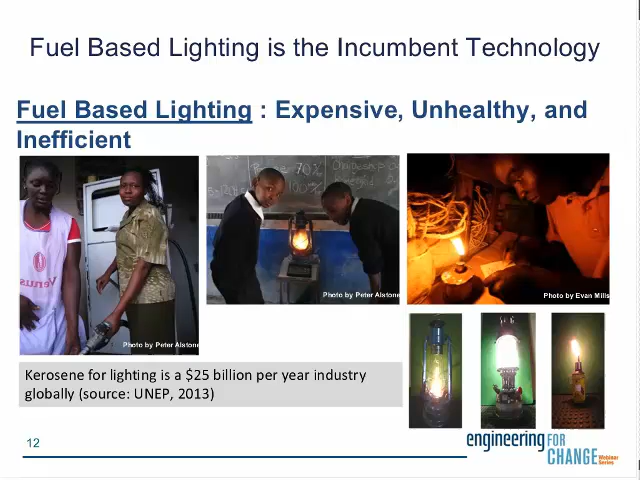 Fuel Based Lighting is the Incumbent Technology
Fuel Based Lighting : Expensive, Unhealthy, and
Inefficient
Photo by Peter Alstone
Photo by Peter Alstone
Photo by Evan Mills
Kerosene for lighting is a $25 billion per year industry
globally (source: UNEP, 2013)
12
engineering FOR
CHANGE Webinar
Series